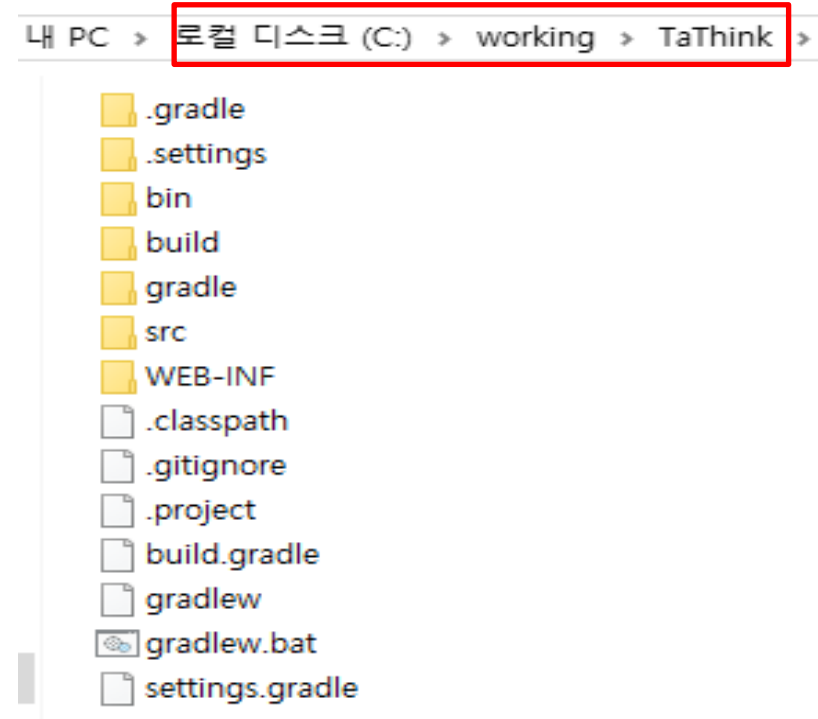 내 PC > 로컬 디스크 (C:) > working > TaThink >
.gradle
.settings
bin
build
gradle
src
WEB-INF
.classpath
.gitignore
.project
build.gradle
gradlew
gradlew.bat
settings.gradle